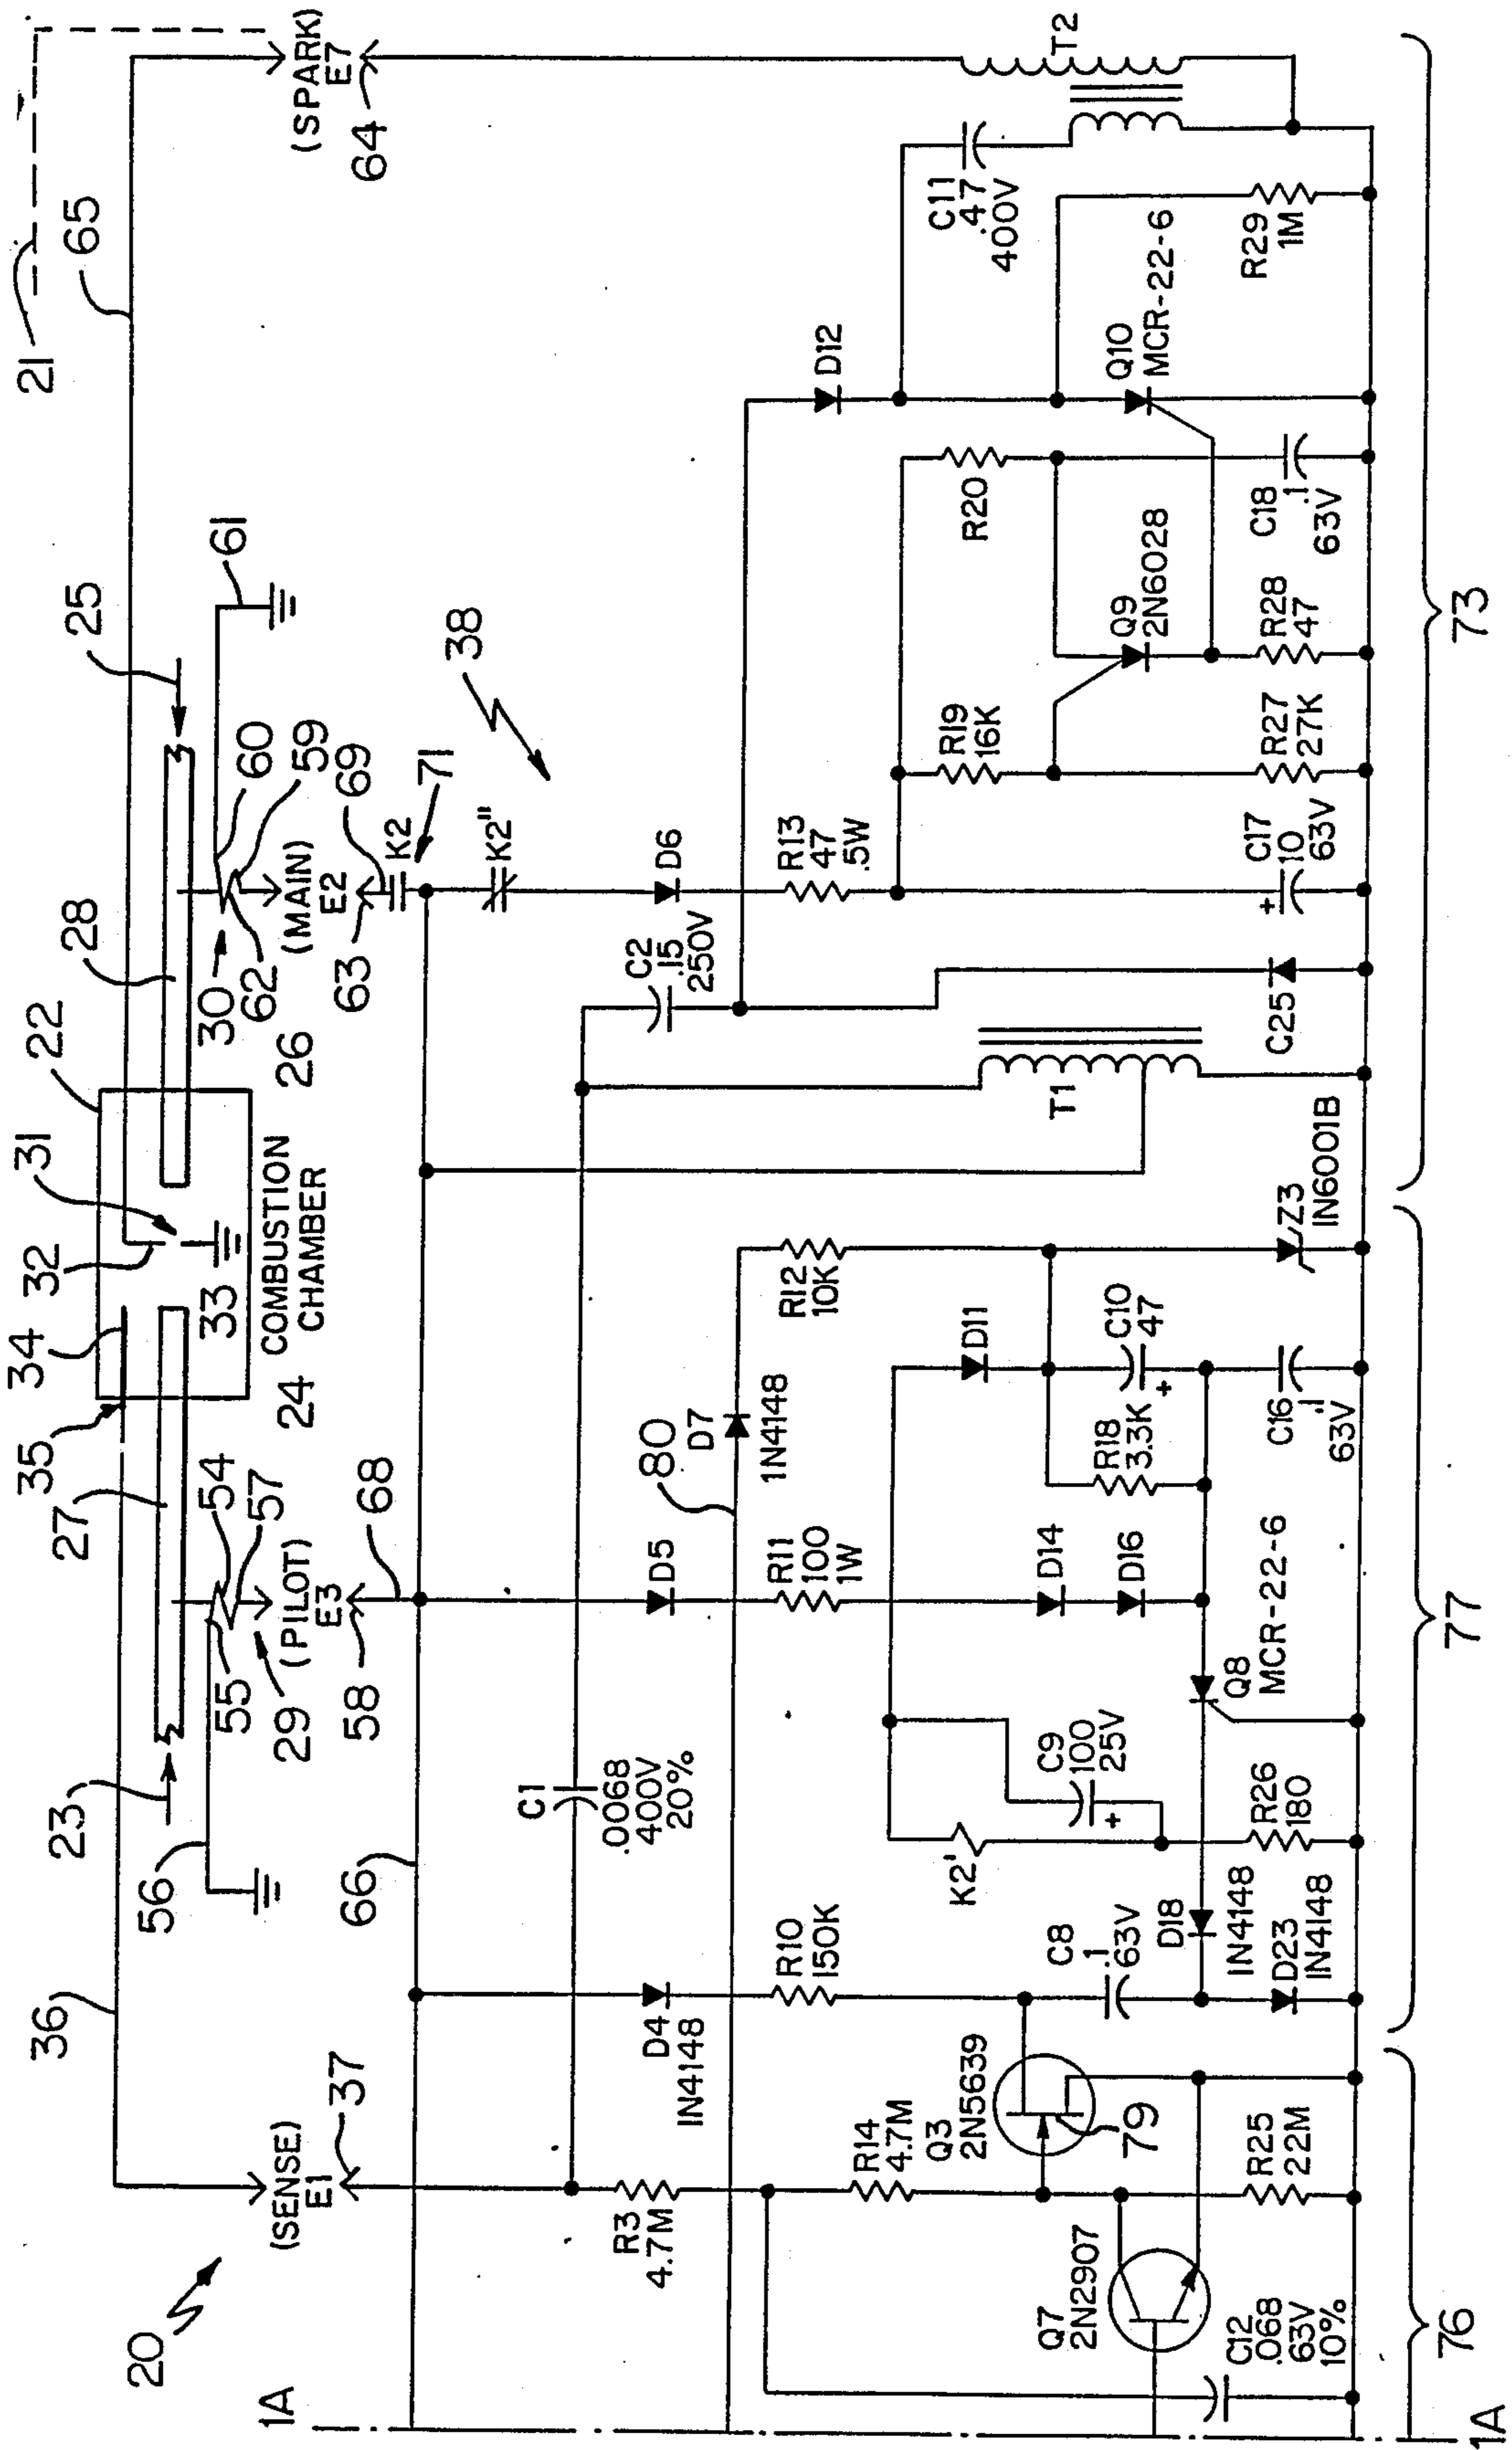 20
1A
36
(SENSE)
E1
37
23
56
27
35
34
32
31
33
22
24
COMBUSTION
CHAMBER
26
54
57
55
29
(PILOT)
E3
58
68
28
25
30
62
60
59
61
(MAIN)
E2
63
69
K2
71
K2"
38
65
21
(SPARK)
E7
64
66
C1
.0068
400V
20%
R3
4.7M
D4
1N4148
D5
80
D7
1N4148
C2
.15
250V
D6
D12
C11
.47
400V
T2
R14
4.7M
Q3
2N5639
79
R10
150K
R11
100
1W
R12
10K
T1
R13
47
.5W
R19
16K
R20
Q9
2N6028
Q10
MCR-22-6
R29
1M
Q7
2N2907
C12
.068
63V
10%
R25
22M
C8
.1
63V
D18
1N4148
D23
1N4148
K2'
C9
100
25V
R26
180
Q8
MCR-22-6
D14
D16
D11
R18
3.3K
C10
47
+
+
C16
.1
63V
Z3
1N6001B
C25
C17
10
63V
+
R27
27K
R28
47
C18
.1
63V
76
77
73
1A